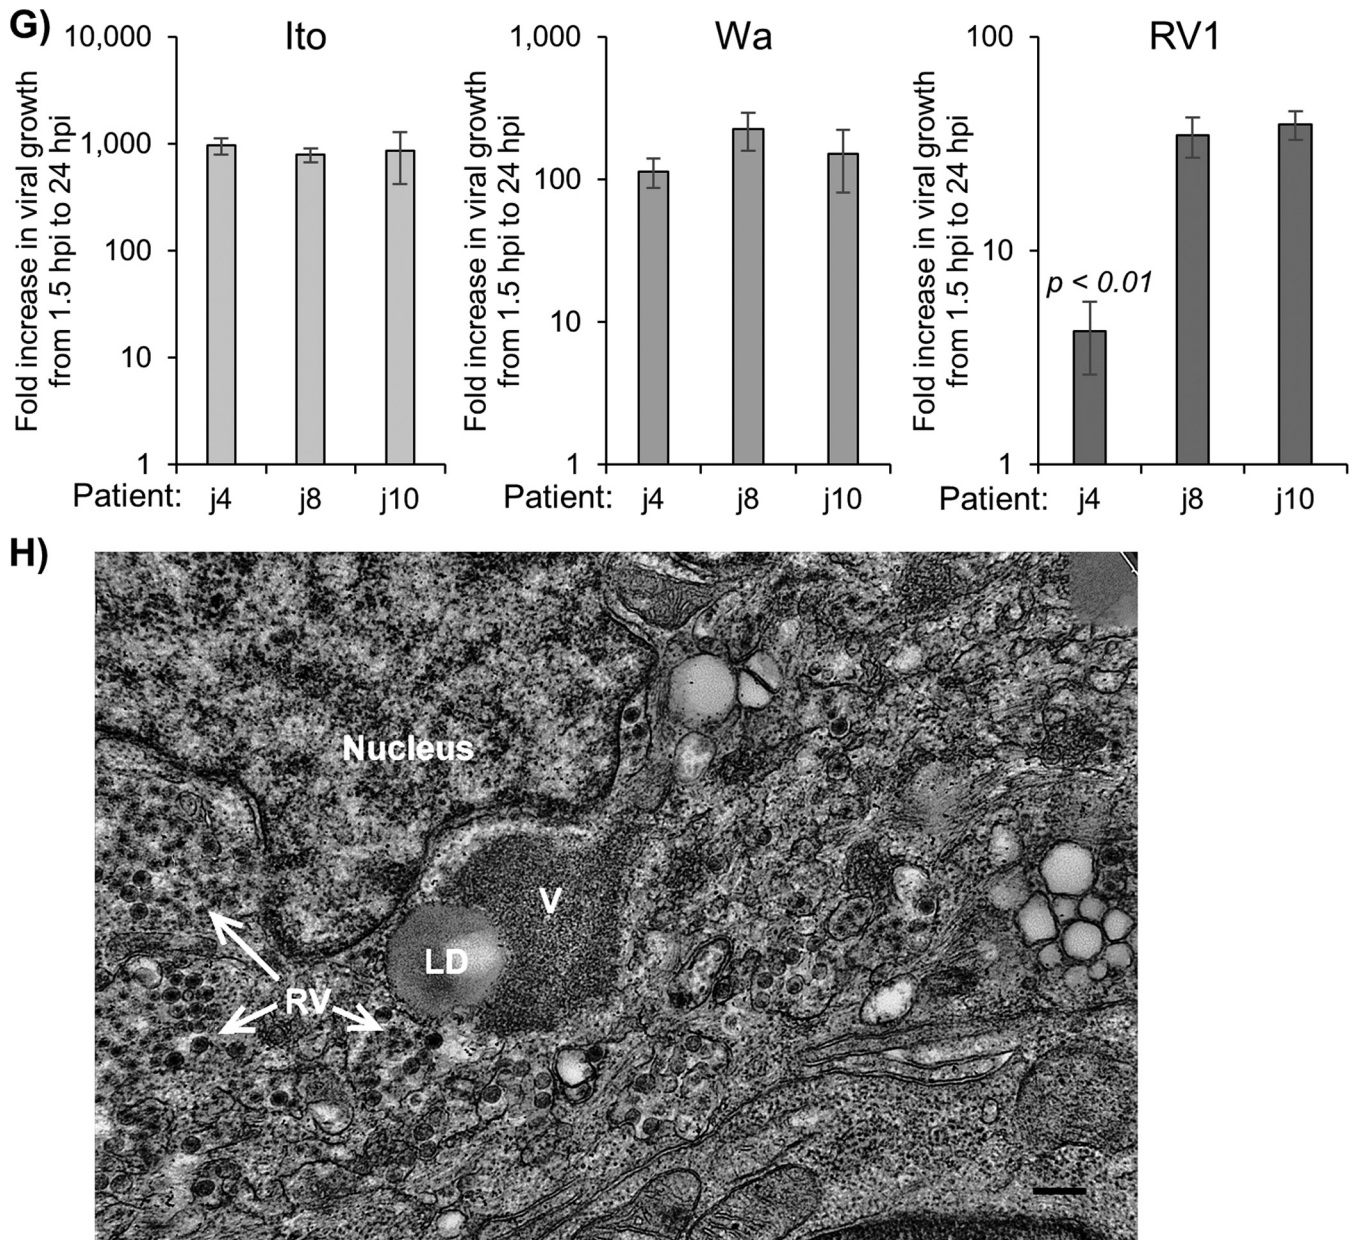 G)
Ito
Fold increase in viral growth
from 1.5 hpi to 24 hpi
10,000
1,000
100
10
1
Patient: j4 j8 j10
Wa
Fold increase in viral growth
from 1.5 hpi to 24 hpi
1,000
100
10
1
Patient: j4 j8 j10
RV1
Fold increase in viral growth
from 1.5 hpi to 24 hpi
100
10
1
p < 0.01
Patient: j4 j8 j10
H)
Nucleus
V
LD
RV